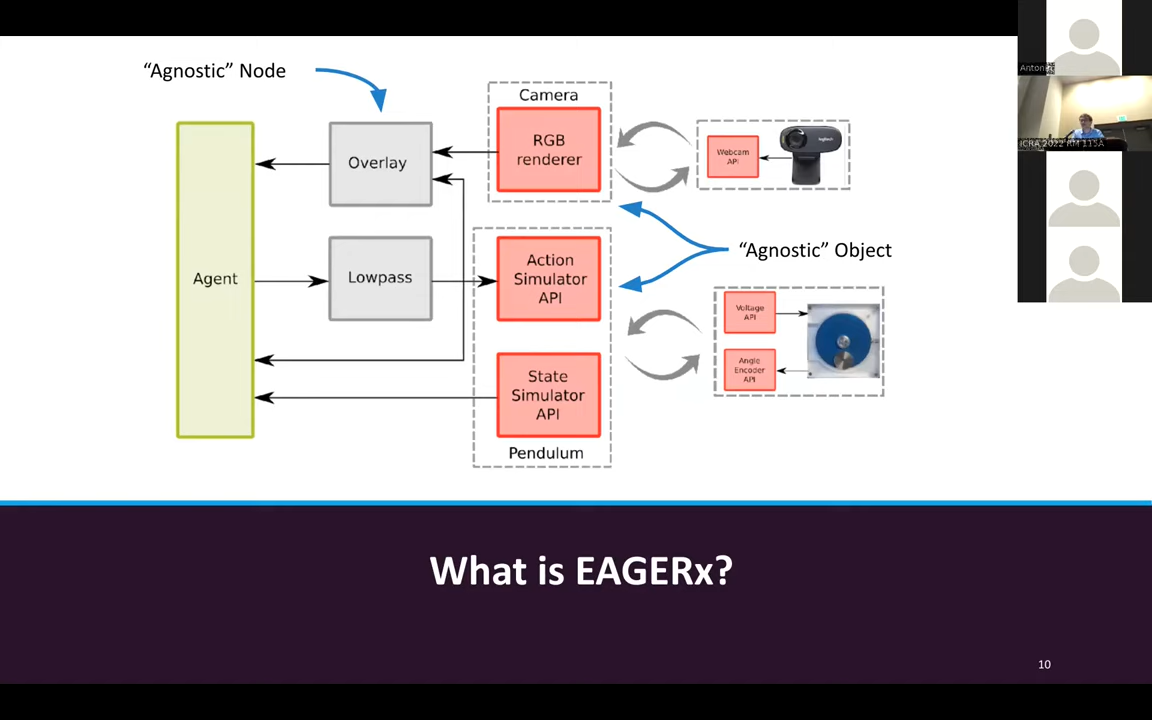 "Agnostic" Node
Camera
RGB
renderer
Webcam
API
logitech
Overlay
Agent
Lowpass
Action
Simulator
API
"Agnostic" Object
Voltage
API
Angle
Encoder
API
State
Simulator
API
Pendulum
What is EAGERx?
10
ICRA 2022 RM 115A